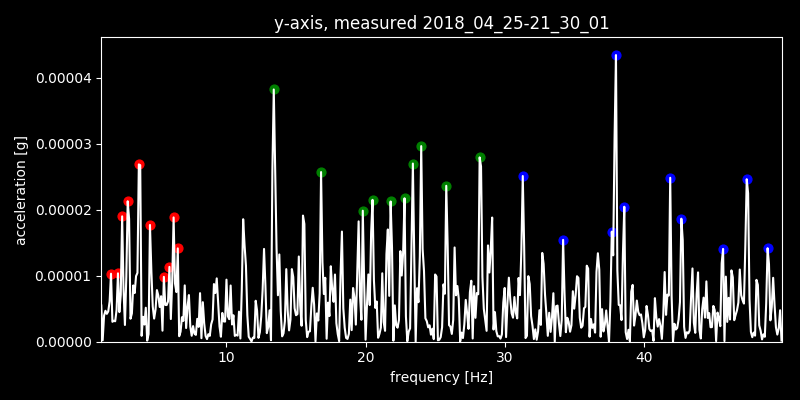 y-axis, measured 2018_04_25-21_30_01
0.00004
0.00003
0.00002
0.00001
0.00000
acceleration [g]
10 20 30 40
frequency [Hz]